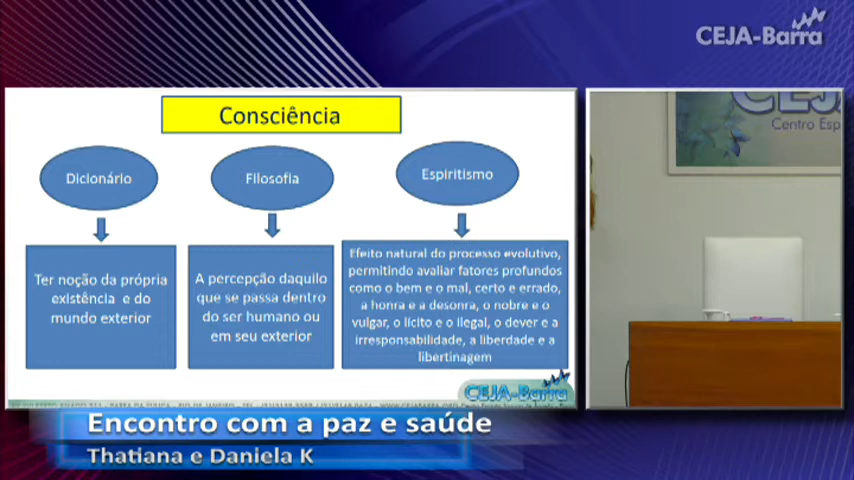 CEJA-Barra
Consciência
Dicionário
Filosofia
Espiritismo
Ter noção da própria
existência e do
mundo exterior
A percepção daquilo
que se passa dentro
do ser humano ou
em seu exterior
Efeito natural do processo evolutivo,
permitindo avaliar fatores profundos
como o bem e o mal, certo e errado,
a honra e a desonra, o nobre e o
vulgar, o lícito e o ilegal, o dever e a
irresponsabilidade, a liberdade e a
libertinagem
CEJA-Barra
CEJA
Centro Esp
Encontro com a paz e saúde
Thatiana e Daniela K